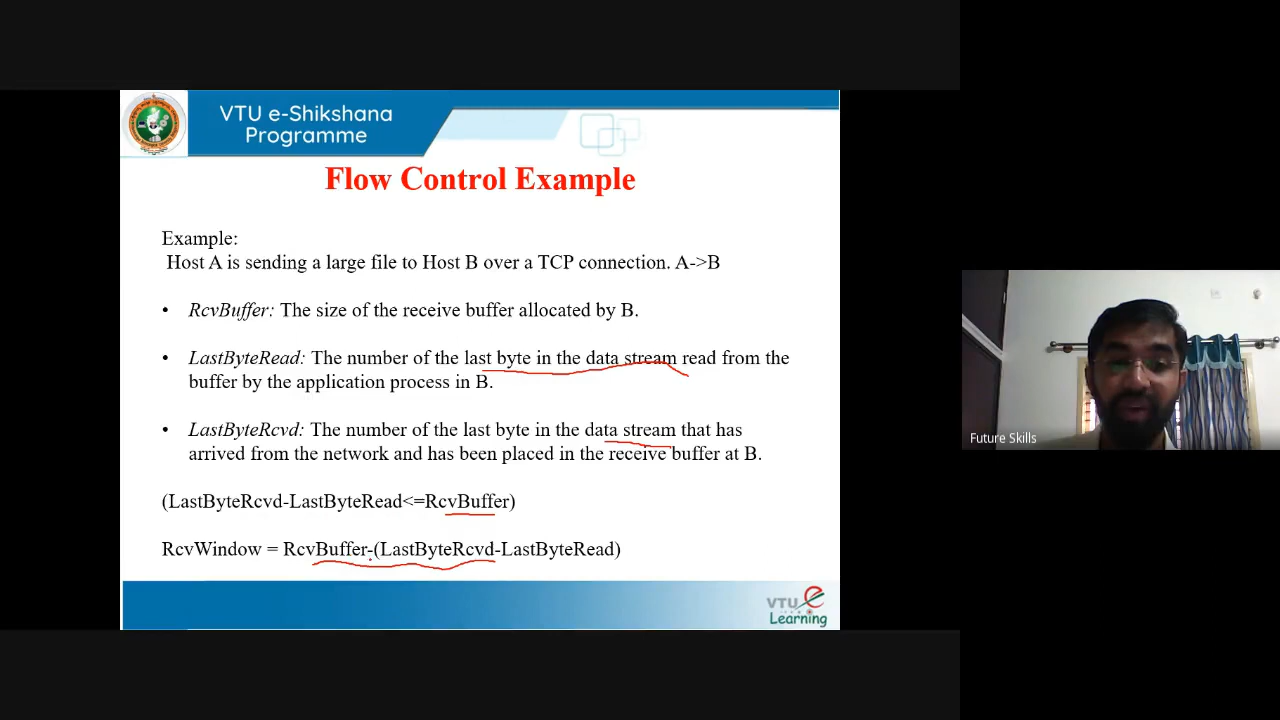 VTU e-Shikshana
Programme
Flow Control Example
Example:
Host A is sending a large file to Host B over a TCP connection. A->B
• RcvBuffer: The size of the receive buffer allocated by B.
• LastByteRead: The number of the last byte in the data stream read from the
buffer by the application process in B.
• LastByteRcvd: The number of the last byte in the data stream that has
arrived from the network and has been placed in the receive buffer at B.
(LastByteRcvd-LastByteRead<=RcvBuffer)
RcvWindow = RcvBuffer-(LastByteRcvd-LastByteRead)
VTU e
Learning
Future Skills